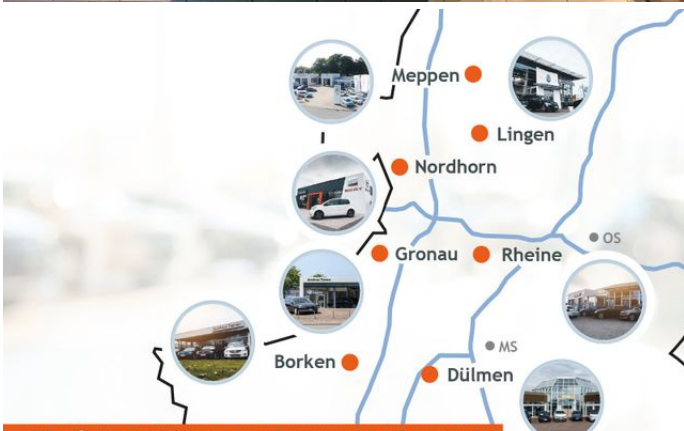 Meppen
Lingen
Nordhorn
OS
Gronau
Rheine
MS
Borken
Dülmen